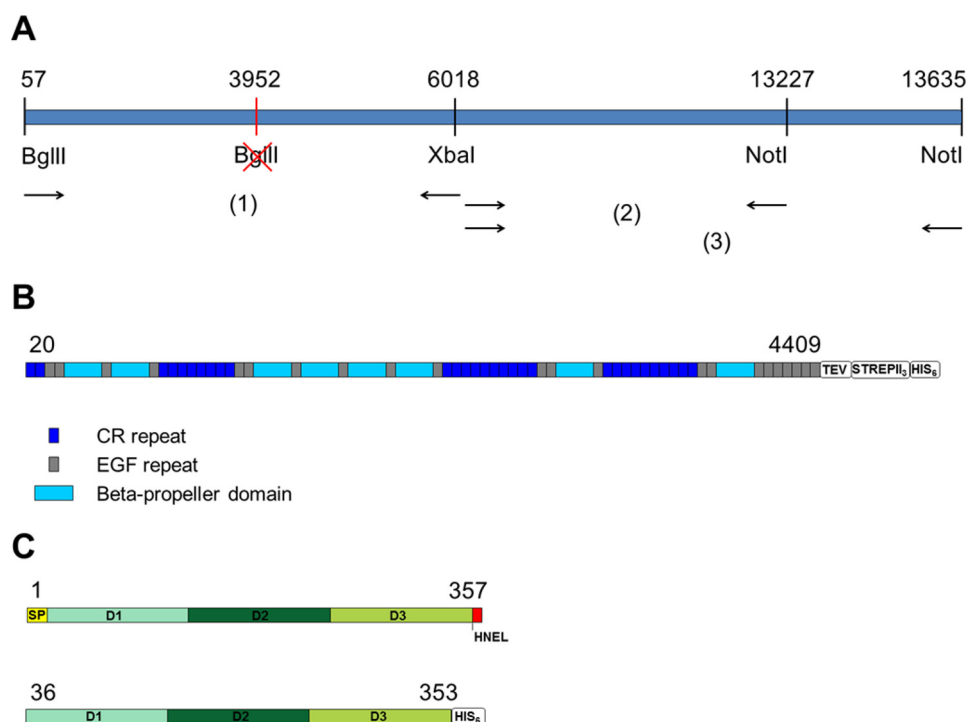 A
57 3952 6018 13227 13635
BglII BglII XbaI NotI NotI
(1) (2)
(3)
B
20 4409
TEV STREPII3 HIS6
CR repeat
EGF repeat
Beta-propeller domain
C
1 357
SP D1 D2 D3
HNEL
36 353
D1 D2 D3 HIS6